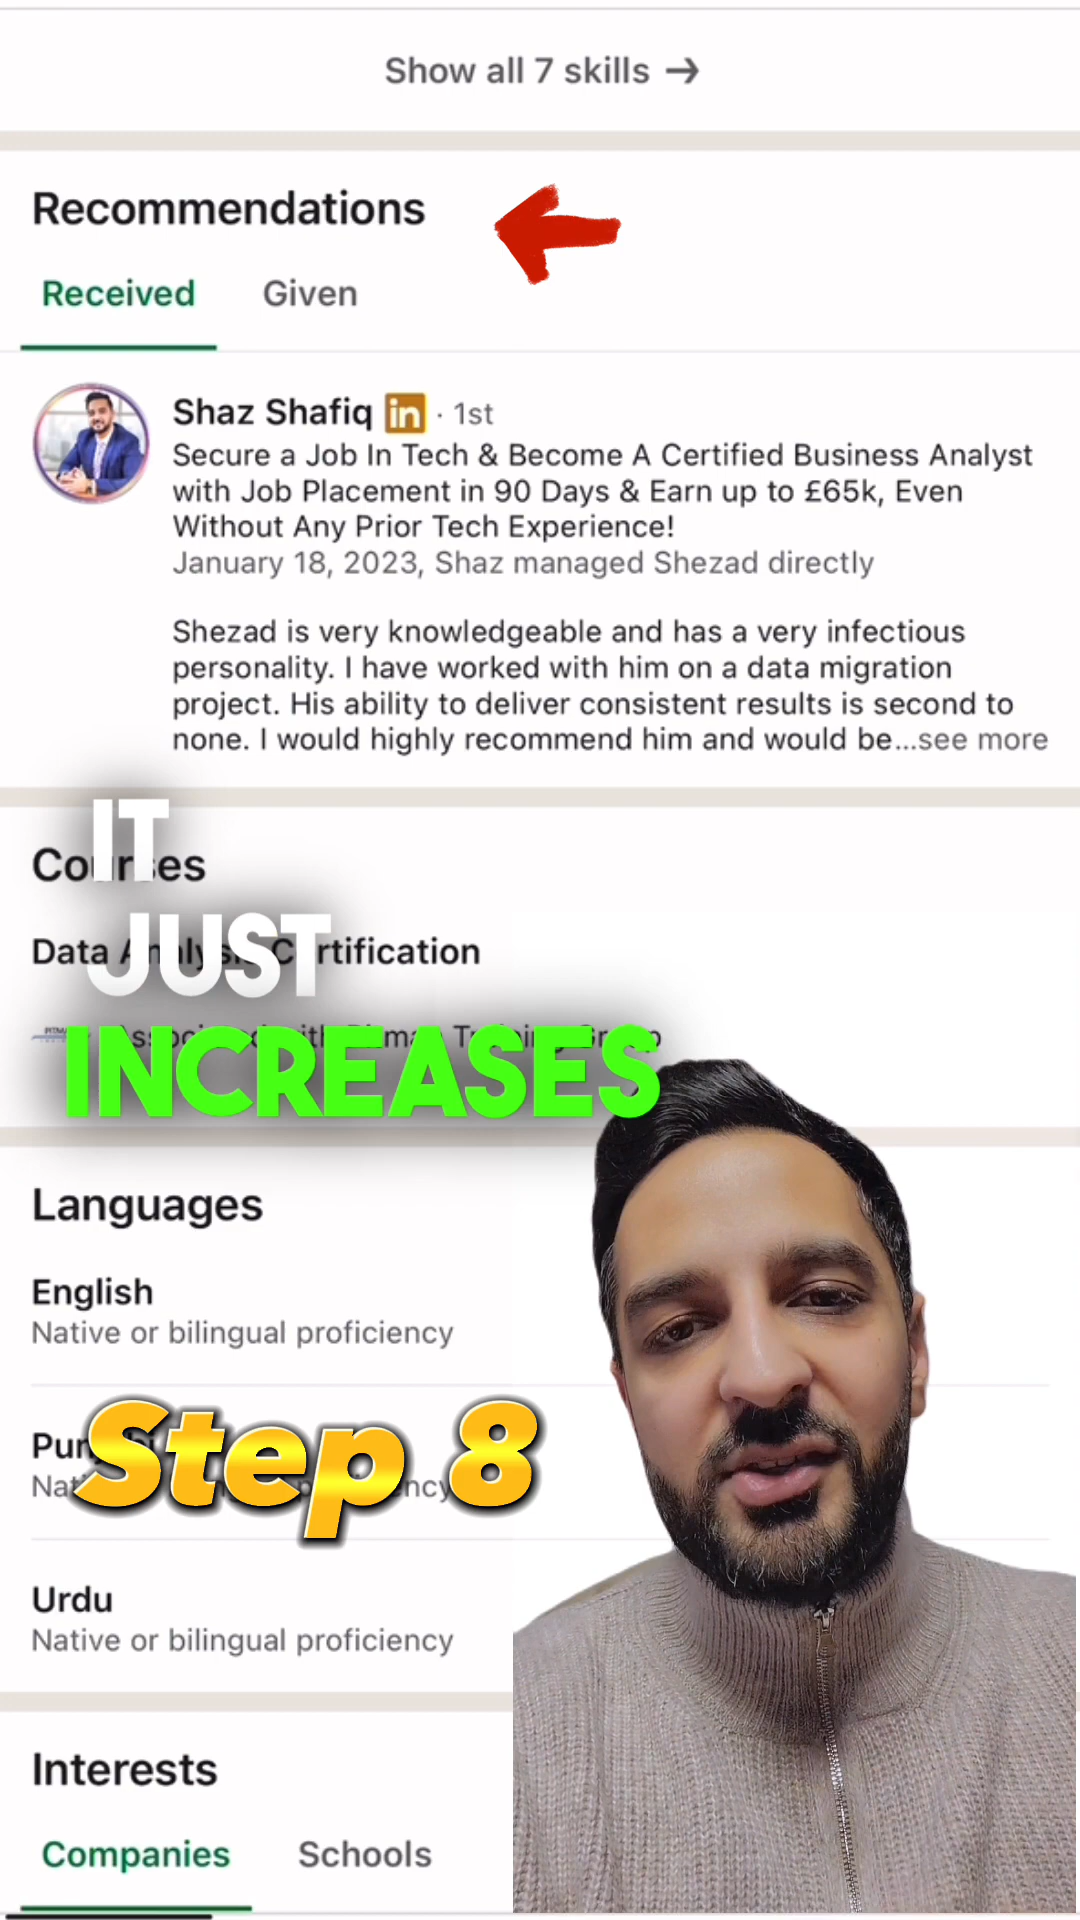 Show all 7 skills →
Recommendations
Received Given
Shaz Shafiq in · 1st
Secure a Job In Tech & Become A Certified Business Analyst
with Job Placement in 90 Days & Earn up to £65k, Even
Without Any Prior Tech Experience!
January 18, 2023, Shaz managed Shezad directly
Shezad is very knowledgeable and has a very infectious
personality. I have worked with him on a data migration
project. His ability to deliver consistent results is second to
none. I would highly recommend him and would be...see more
IT
Courses
JUST
Data Analysis Certification
INCREASES
Languages
English
Native or bilingual proficiency
Step 8
Urdu
Native or bilingual proficiency
Interests
Companies Schools